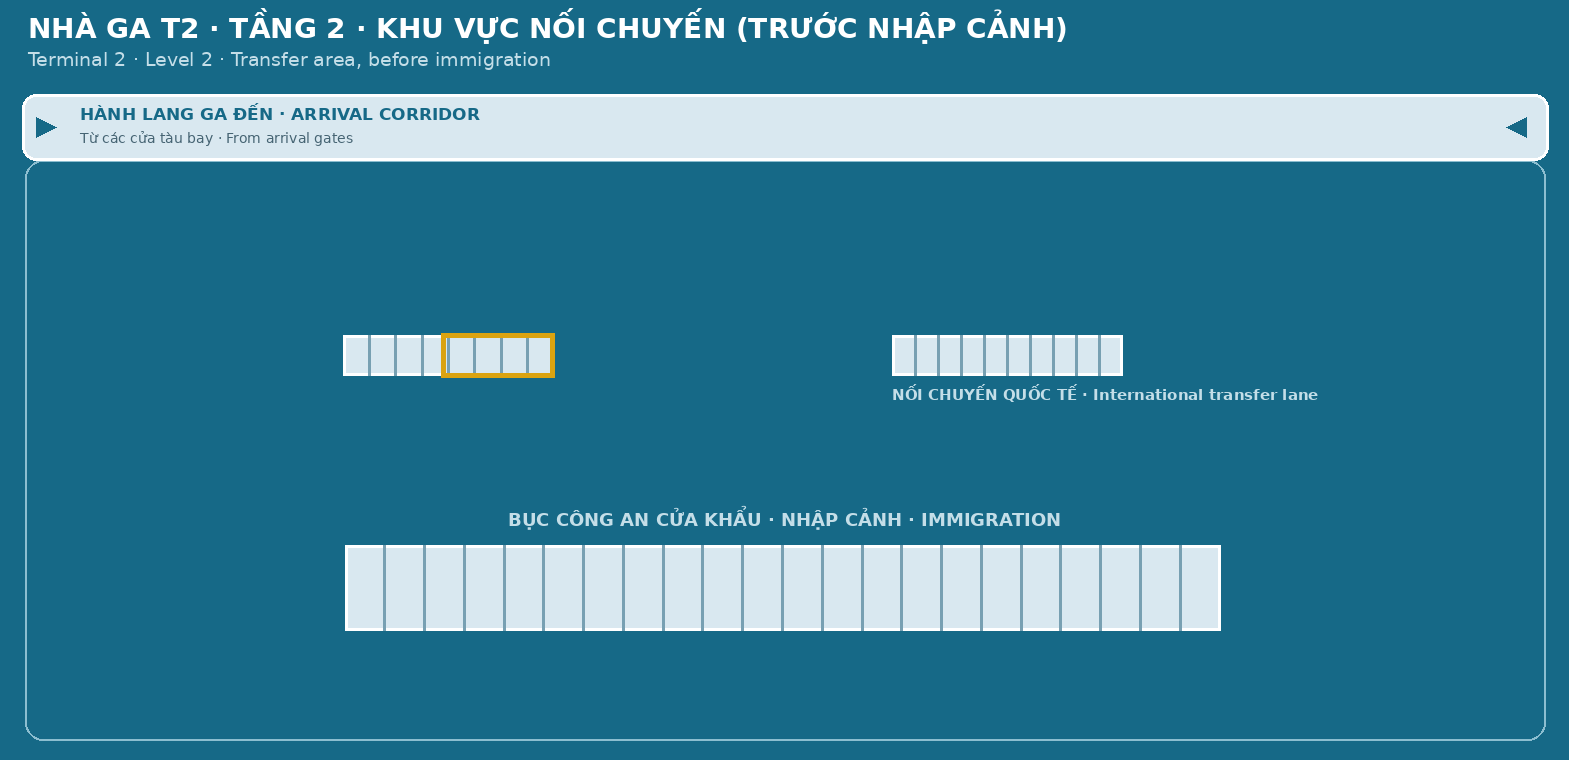 NHÀ GA T2 · TẦNG 2 · KHU VỰC NỐI CHUYẾN (TRƯỚC NHẬP CẢNH)
Terminal 2 · Level 2 · Transfer area, before immigration
HÀNH LANG GA ĐẾN · ARRIVAL CORRIDOR
Từ các cửa tàu bay · From arrival gates
NỐI CHUYẾN QUỐC TẾ · International transfer lane
BỤC CÔNG AN CỬA KHẨU · NHẬP CẢNH · IMMIGRATION